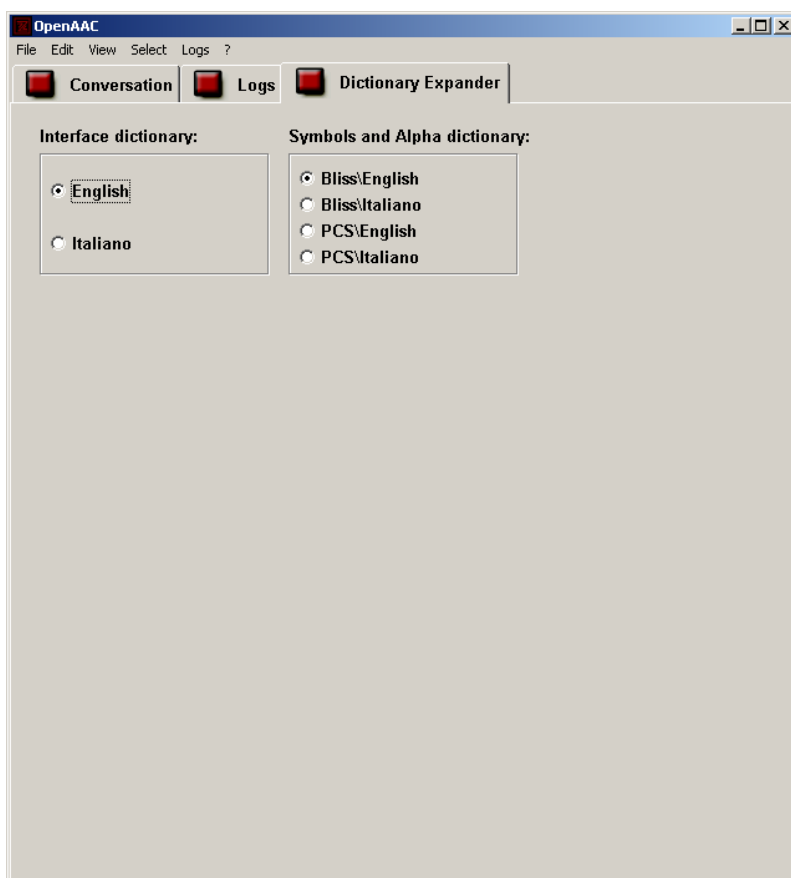 OpenAAC
File Edit View Select Logs ?
Conversation Logs Dictionary Expander
Interface dictionary:
English
Italiano
Symbols and Alpha dictionary:
Bliss\English
Bliss\Italiano
PCS\English
PCS\Italiano